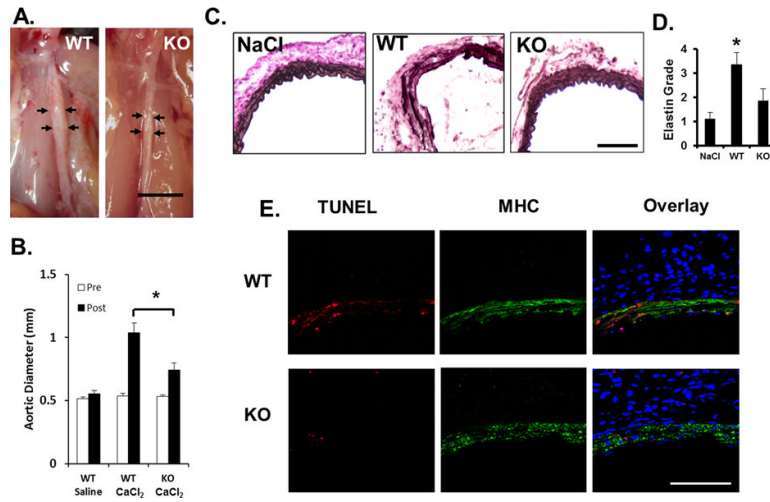 A.
WT
KO
B.
Aortic Diameter (mm)
1.5
1
0.5
0
Pre
Post
*
WT
Saline
WT
CaCl₂
KO
CaCl₂
C.
NaCl
WT
KO
D.
Elastin Grade
4
3
2
1
0
*
NaCl
WT
KO
E.
TUNEL
MHC
Overlay
WT
KO